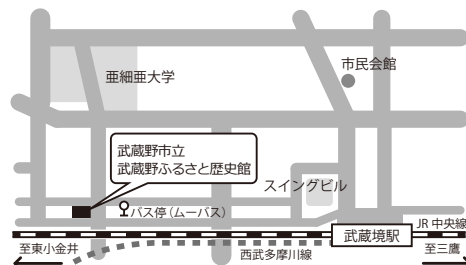 亜細亜大学
市民会館
武蔵野市立
武蔵野ふるさと歴史館
スイングビル
バス停（ムーバス）
JR 中央線
武蔵境駅
至東小金井
西武多摩川線
至三鷹